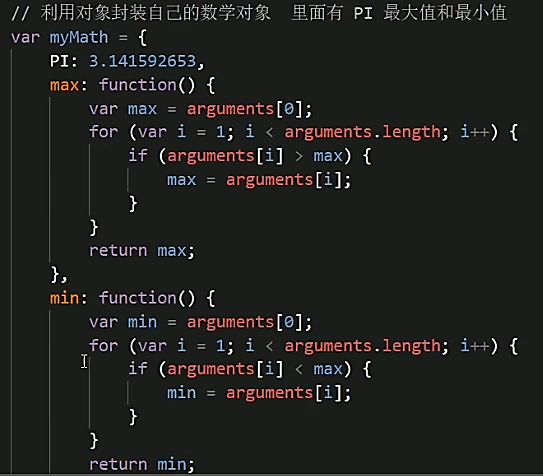 // 利用对象封装自己的数学对象  里面有 PI 最大值和最小值
var myMath = {
    PI: 3.141592653,
    max: function() {
        var max = arguments[0];
        for (var i = 1; i < arguments.length; i++) {
            if (arguments[i] > max) {
                max = arguments[i];
            }
        }
        return max;
    },
    min: function() {
        var min = arguments[0];
        for (var i = 1; i < arguments.length; i++) {
            if (arguments[i] < max) {
                min = arguments[i];
            }
        }
        return min;